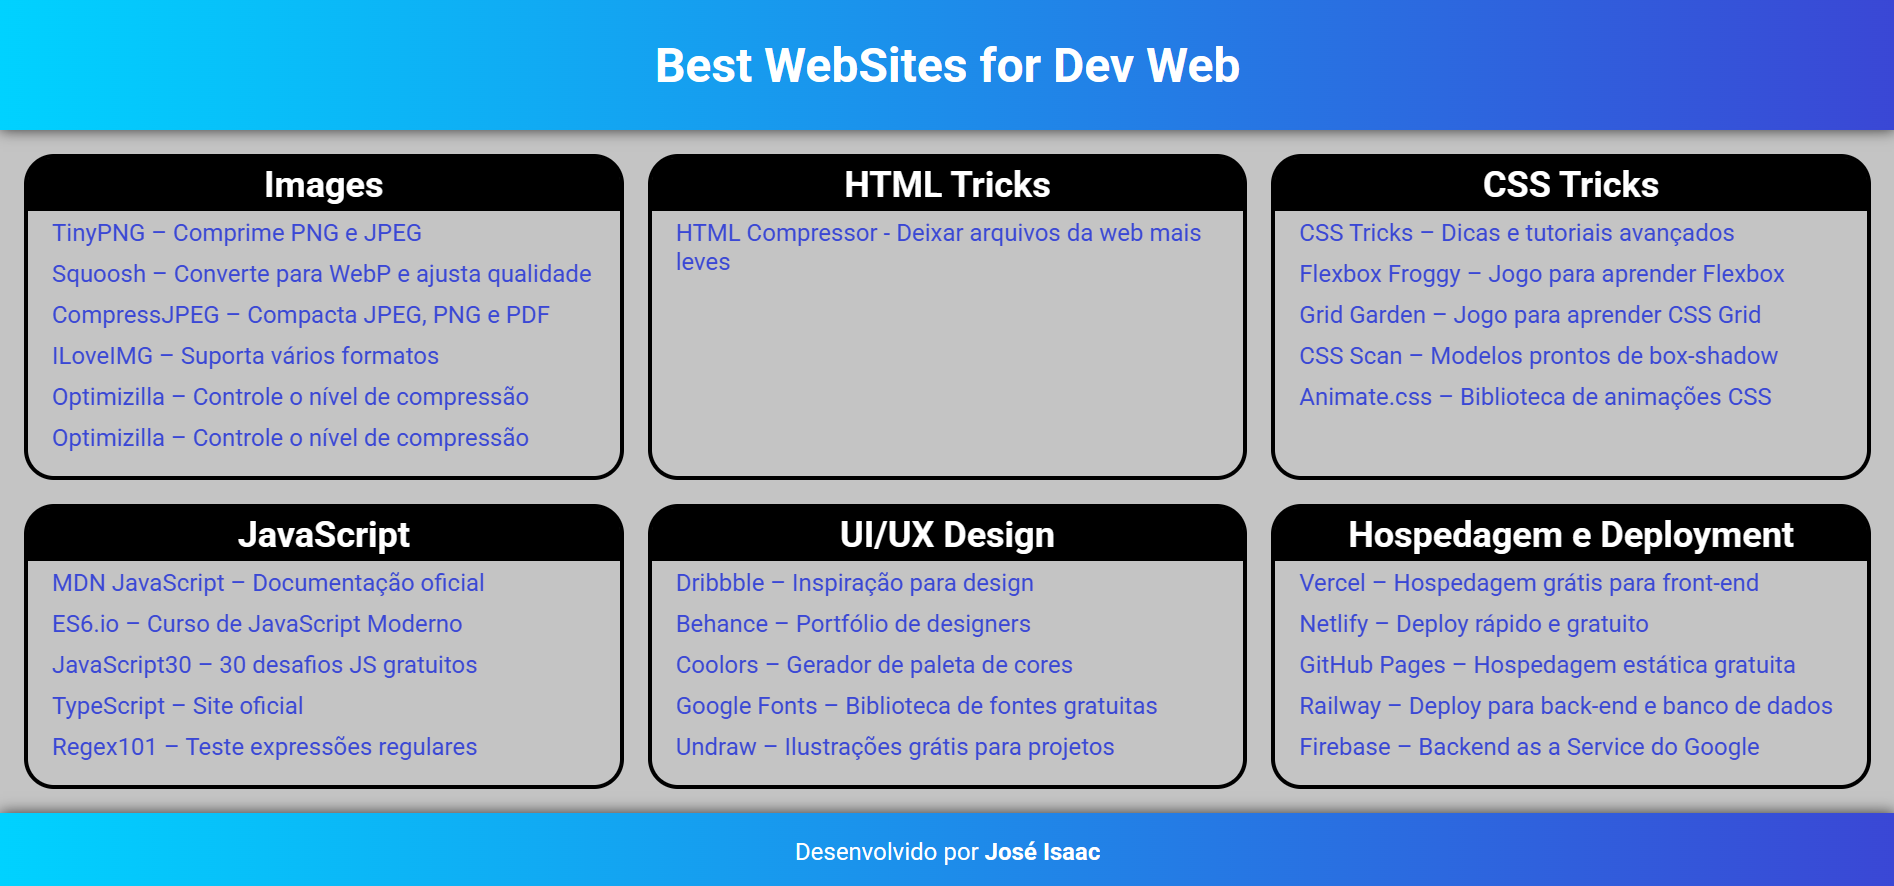 Best WebSites for Dev Web
Images
TinyPNG – Comprime PNG e JPEG
Squoosh – Converte para WebP e ajusta qualidade
CompressJPEG – Compacta JPEG, PNG e PDF
ILoveIMG – Suporta vários formatos
Optimizilla – Controle o nível de compressão
Optimizilla – Controle o nível de compressão
HTML Tricks
HTML Compressor - Deixar arquivos da web mais
leves
CSS Tricks
CSS Tricks – Dicas e tutoriais avançados
Flexbox Froggy – Jogo para aprender Flexbox
Grid Garden – Jogo para aprender CSS Grid
CSS Scan – Modelos prontos de box-shadow
Animate.css – Biblioteca de animações CSS
JavaScript
MDN JavaScript – Documentação oficial
ES6.io – Curso de JavaScript Moderno
JavaScript30 – 30 desafios JS gratuitos
TypeScript – Site oficial
Regex101 – Teste expressões regulares
UI/UX Design
Dribbble – Inspiração para design
Behance – Portfólio de designers
Coolors – Gerador de paleta de cores
Google Fonts – Biblioteca de fontes gratuitas
Undraw – Ilustrações grátis para projetos
Hospedagem e Deployment
Vercel – Hospedagem grátis para front-end
Netlify – Deploy rápido e gratuito
GitHub Pages – Hospedagem estática gratuita
Railway – Deploy para back-end e banco de dados
Firebase – Backend as a Service do Google
Desenvolvido por José Isaac